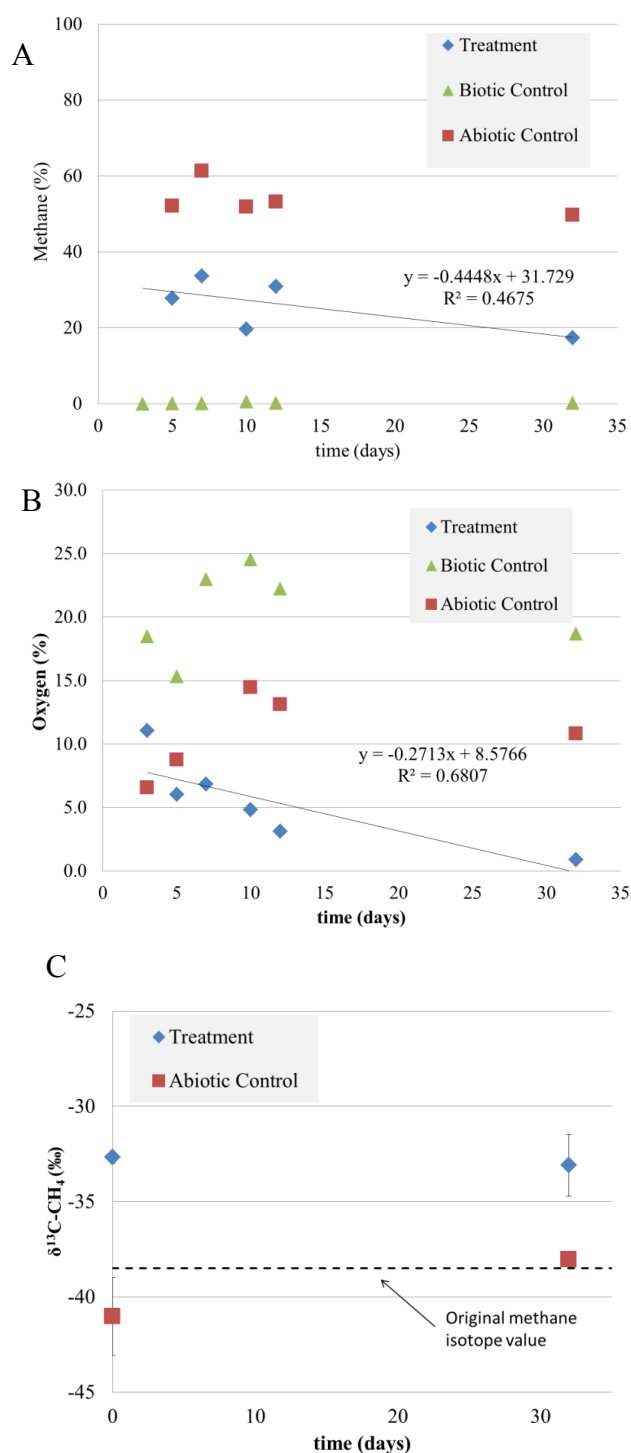 A
100
80
60
40
20
0
Methane (%)
Treatment
Biotic Control
Abiotic Control
y = -0.4448x + 31.729
R² = 0.4675
0 5 10 15 20 25 30 35
time (days)
B
30.0
25.0
20.0
15.0
10.0
5.0
0.0
Oxygen (%)
Treatment
Biotic Control
Abiotic Control
y = -0.2713x + 8.5766
R² = 0.6807
0 5 10 15 20 25 30 35
time (days)
C
-25
-30
-35
-40
-45
δ¹³C-CH₄ (‰)
Treatment
Abiotic Control
Original methane
isotope value
0 10 20 30
time (days)